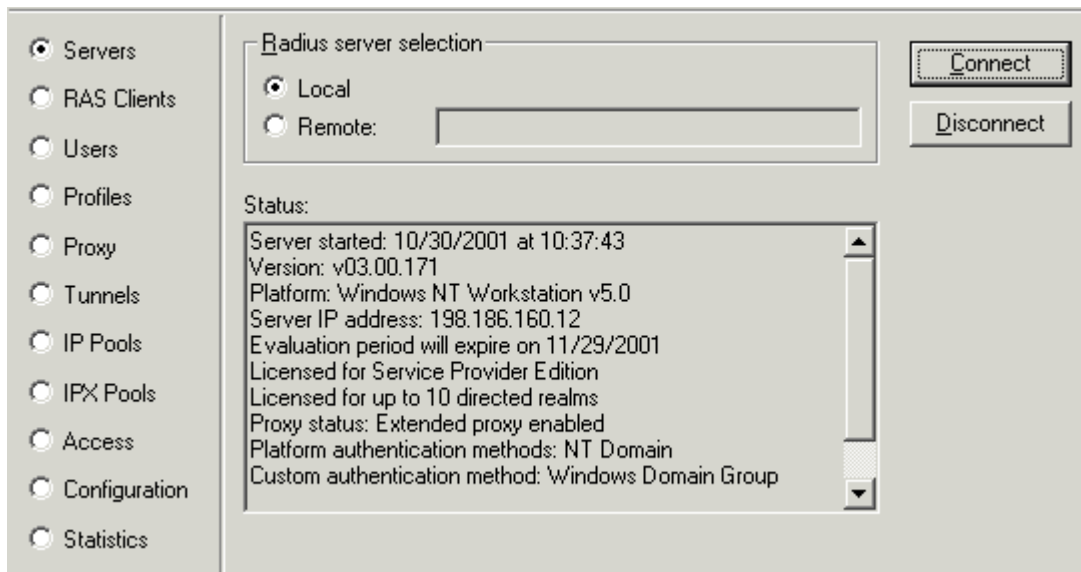 Servers
RAS Clients
Users
Profiles
Proxy
Tunnels
IP Pools
IPX Pools
Access
Configuration
Statistics
Radius server selection
Local
Remote:
Connect
Disconnect
Status:
Server started: 10/30/2001 at 10:37:43
Version: v03.00.171
Platform: Windows NT Workstation v5.0
Server IP address: 198.186.160.12
Evaluation period will expire on 11/29/2001
Licensed for Service Provider Edition
Licensed for up to 10 directed realms
Proxy status: Extended proxy enabled
Platform authentication methods: NT Domain
Custom authentication method: Windows Domain Group